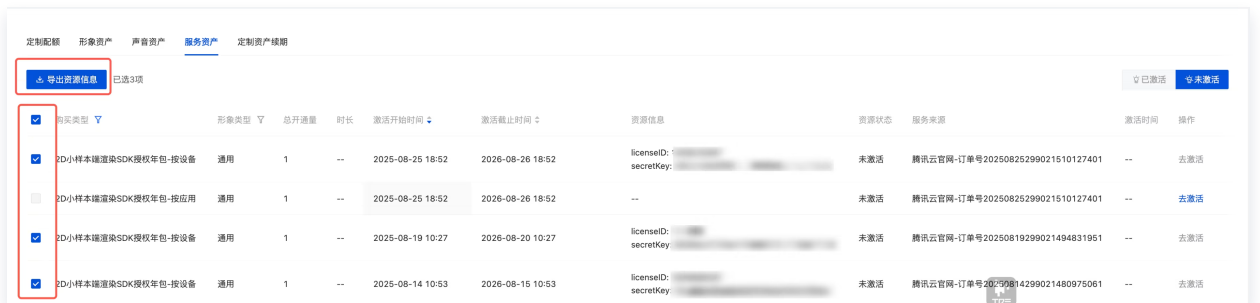 定制配额 形象资产 声音资产 服务资产 定制资产续期
导出资源信息 已选3项 已激活 未激活
购买类型 形象类型 总开通量 时长 激活开始时间 激活截止时间 资源信息 资源状态 服务来源 激活时间 操作
2D小样本端渲染SDK授权年包-按设备 通用 1 -- 2025-08-25 18:52 2026-08-26 18:52 licenseID: 未激活 腾讯云官网-订单号20250825299021510127401 -- 去激活
secretKey:
2D小样本端渲染SDK授权年包-按应用 通用 1 -- 2025-08-25 18:52 2026-08-26 18:52 -- 未激活 腾讯云官网-订单号20250825299021510127401 -- 去激活
2D小样本端渲染SDK授权年包-按设备 通用 1 -- 2025-08-19 10:27 2026-08-20 10:27 licenseID: 未激活 腾讯云官网-订单号20250819299021494831951 -- 去激活
secretKey
2D小样本端渲染SDK授权年包-按设备 通用 1 -- 2025-08-14 10:53 2026-08-15 10:53 licenseID: 未激活 腾讯云官网-订单号20250814299021480975061 -- 去激活
secretKey